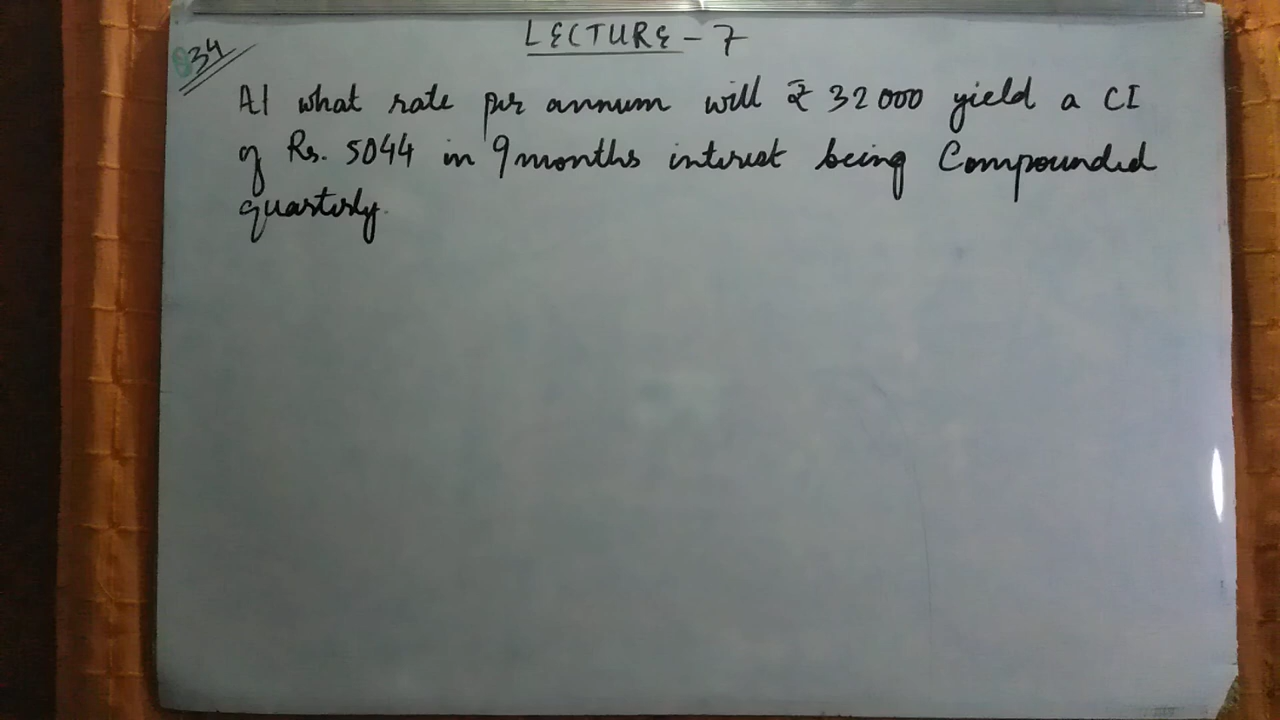 LECTURE - 7
34
At what rate per annum will ₹ 32000 yield a CI
of Rs. 5044 in 9 months interest being Compounded
quarterly.